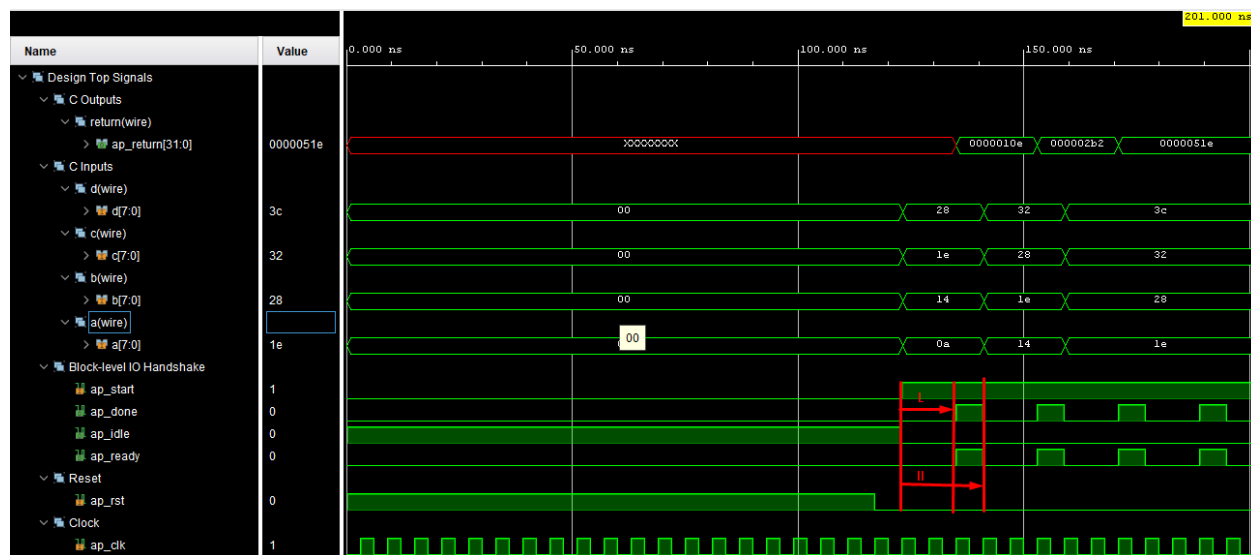 201.000 ns
Name Value 0.000 ns 50.000 ns 100.000 ns 150.000 ns
Design Top Signals
C Outputs
return(wire)
ap_return[31:0] 0000051e XXXXXXXX 0000010e 000002b2 0000051e
C Inputs
d(wire)
d[7:0] 3c 00 28 32 3c
c(wire)
c[7:0] 32 00 1e 28 32
b(wire)
b[7:0] 28 00 14 1e 28
a(wire) 00
a[7:0] 1e 0a 14 1e
Block-level IO Handshake
ap_start 1 L
ap_done 0
ap_idle 0
ap_ready 0
Reset II
ap_rst 0
Clock
ap_clk 1